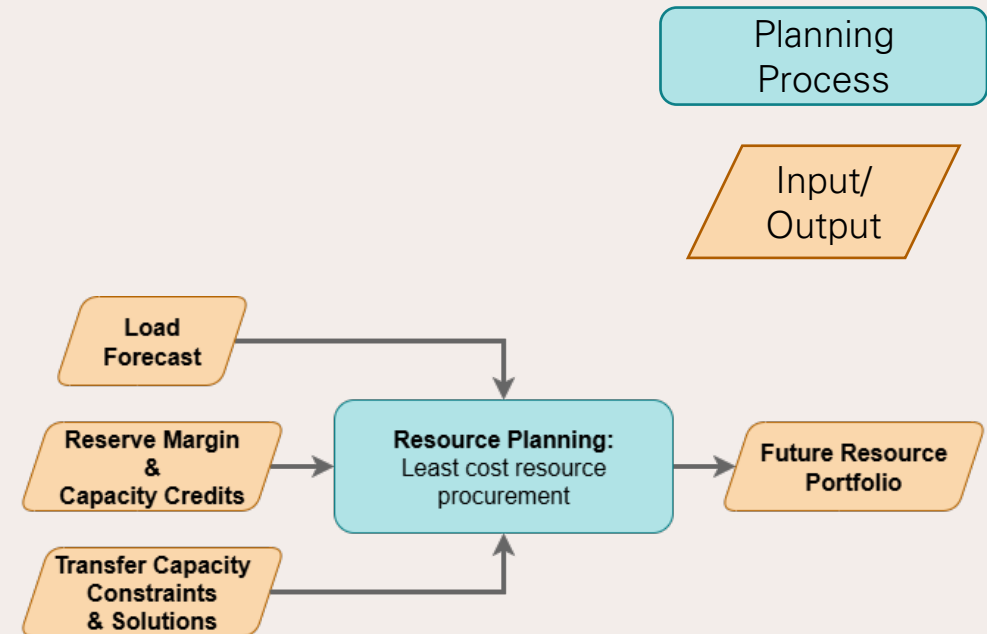 Planning
Process
Input/
Output
Load
Forecast
Reserve Margin
&
Capacity Credits
Resource Planning:
Least cost resource
procurement
Future Resource
Portfolio
Transfer Capacity
Constraints
& Solutions